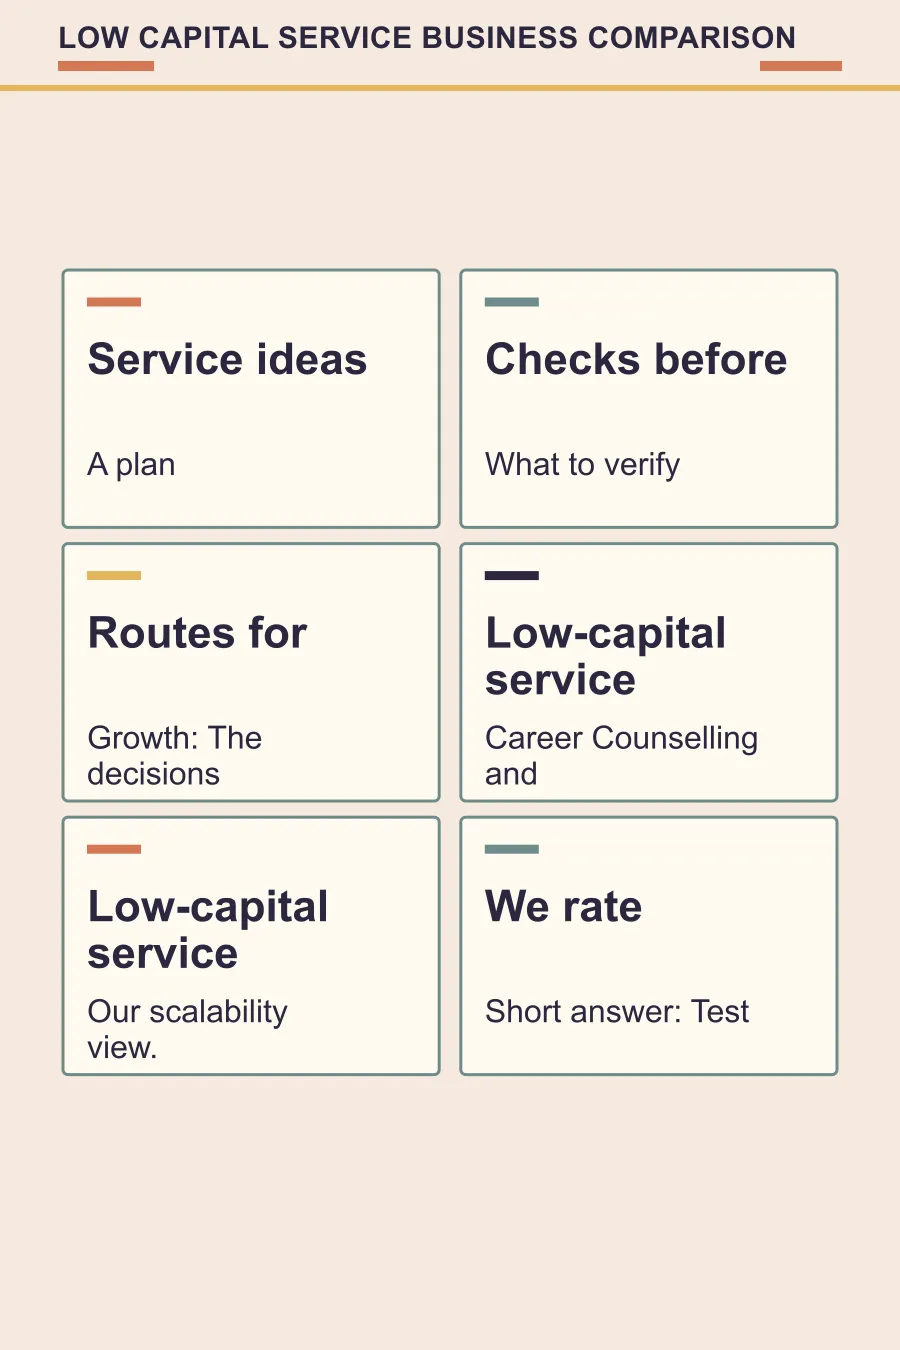 LOW CAPITAL SERVICE BUSINESS COMPARISON
Service ideas
A plan
Checks before
What to verify
Routes for
Growth: The
decisions
Low-capital
service
Career Counselling
and
Low-capital
service
Our scalability
view.
We rate
Short answer: Test